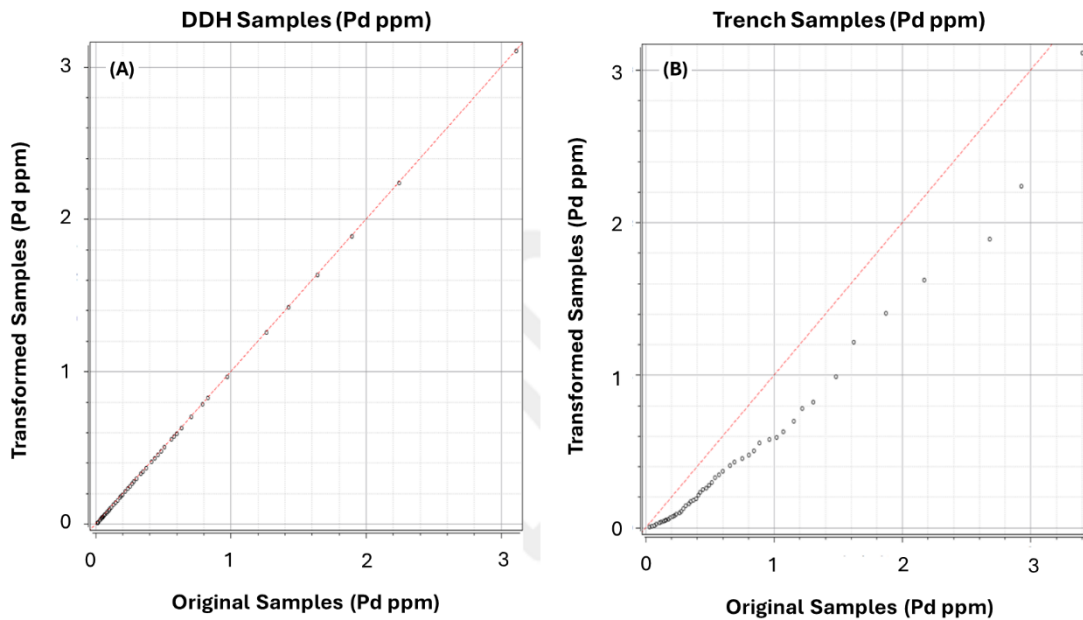 DDH Samples (Pd ppm)
(A)
Transformed Samples (Pd ppm)
3
2
1
0
0
1
2
3
Original Samples (Pd ppm)
Trench Samples (Pd ppm)
(B)
Transformed Samples (Pd ppm)
3
2
1
0
0
1
2
3
Original Samples (Pd ppm)